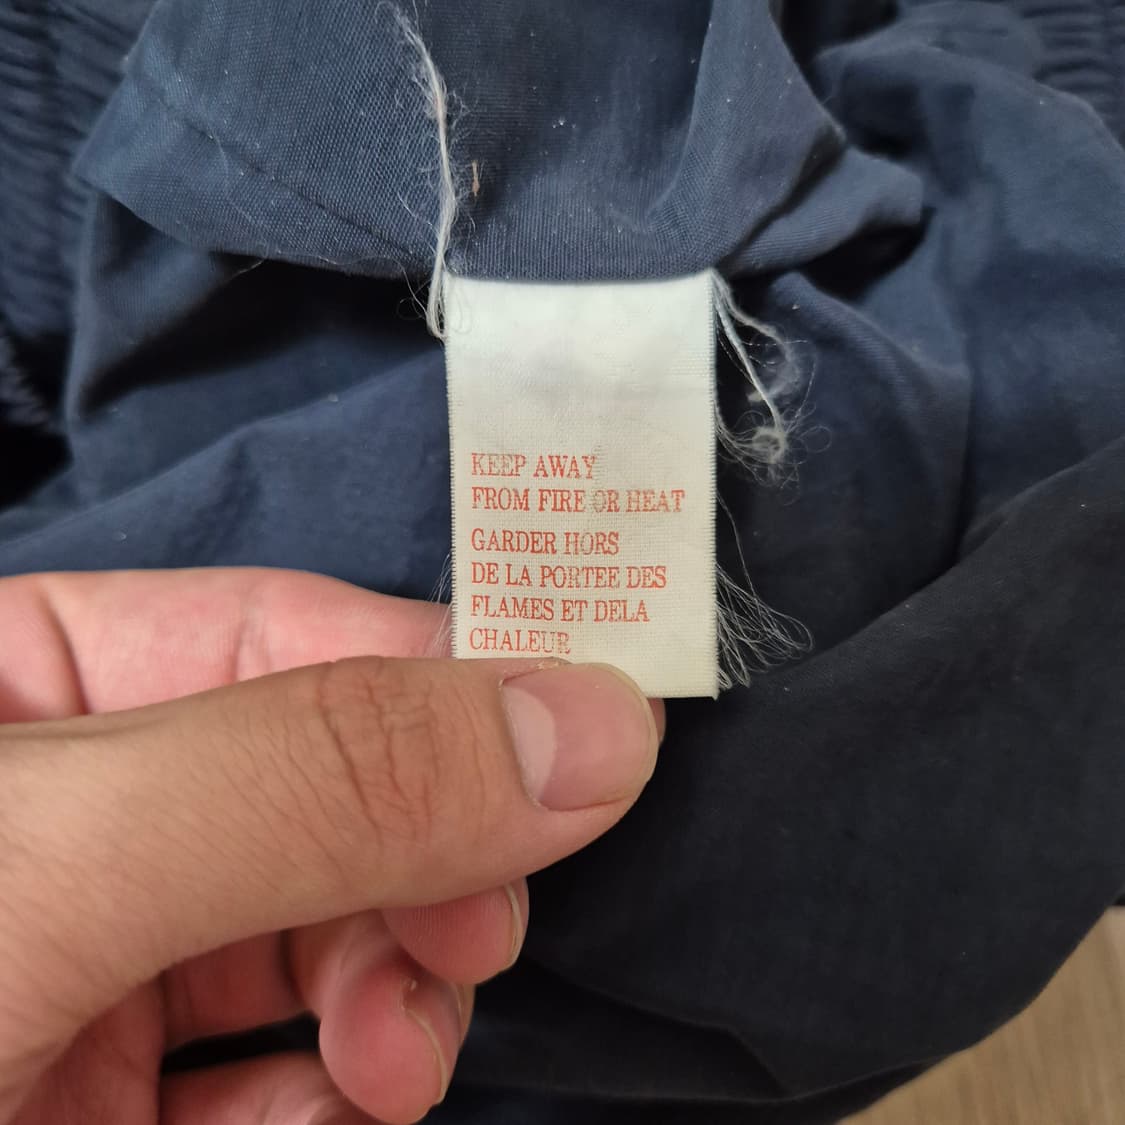 KEEP AWAY
FROM FIRE OR HEAT
GARDER HORS
DE LA PORTEE DES
FLAMES ET DELA
CHALEUR